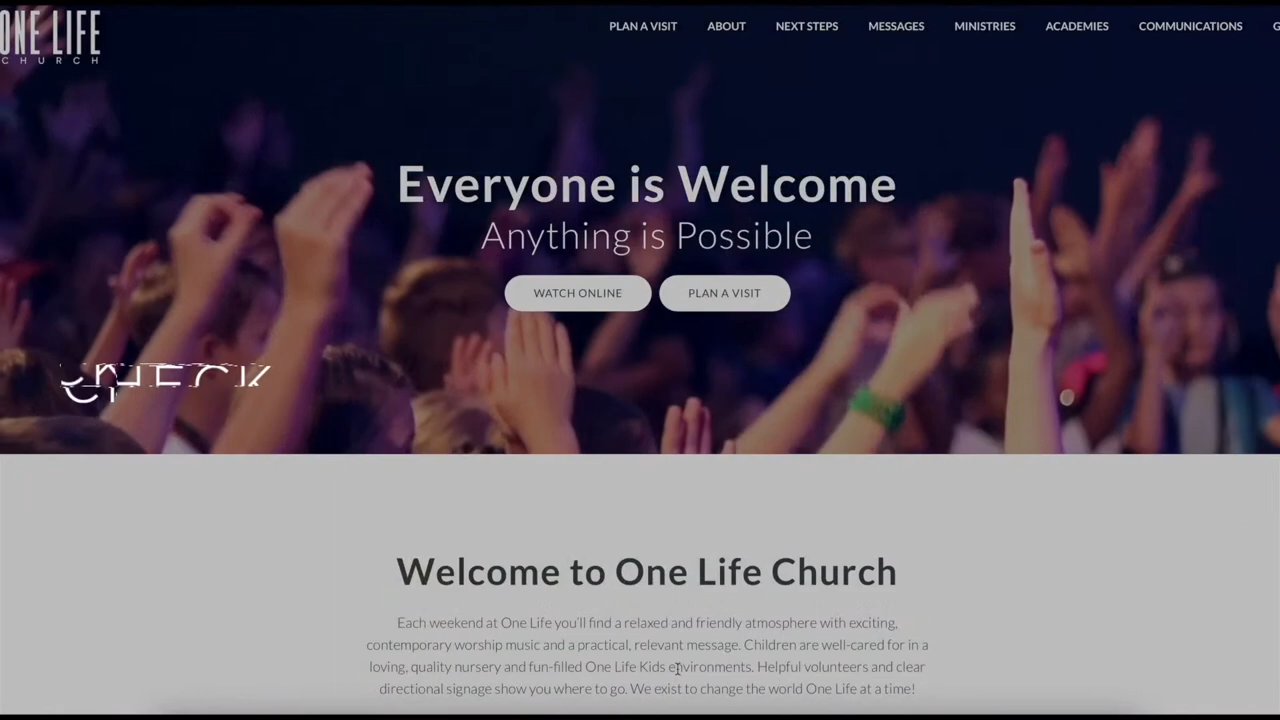 ONE LIFE
CHURCH
PLAN A VISIT
ABOUT
NEXT STEPS
MESSAGES
MINISTRIES
ACADEMIES
COMMUNICATIONS
G
Everyone is Welcome
Anything is Possible
WATCH ONLINE
PLAN A VISIT
Welcome to One Life Church
Each weekend at One Life you'll find a relaxed and friendly atmosphere with exciting,
contemporary worship music and a practical, relevant message. Children are well-cared for in a
loving, quality nursery and fun-filled One Life Kids environments. Helpful volunteers and clear
directional signage show you where to go. We exist to change the world One Life at a time!